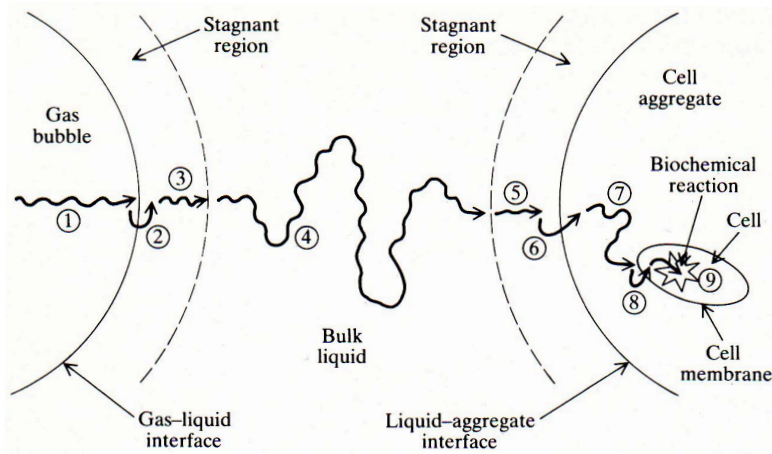 Stagnant
region
Stagnant
region
Cell
aggregate
Gas
bubble
Biochemical
reaction
Cell
①
②
③
④
⑤
⑥
⑦
⑧
⑨
Bulk
liquid
Cell
membrane
Gas–liquid
interface
Liquid–aggregate
interface